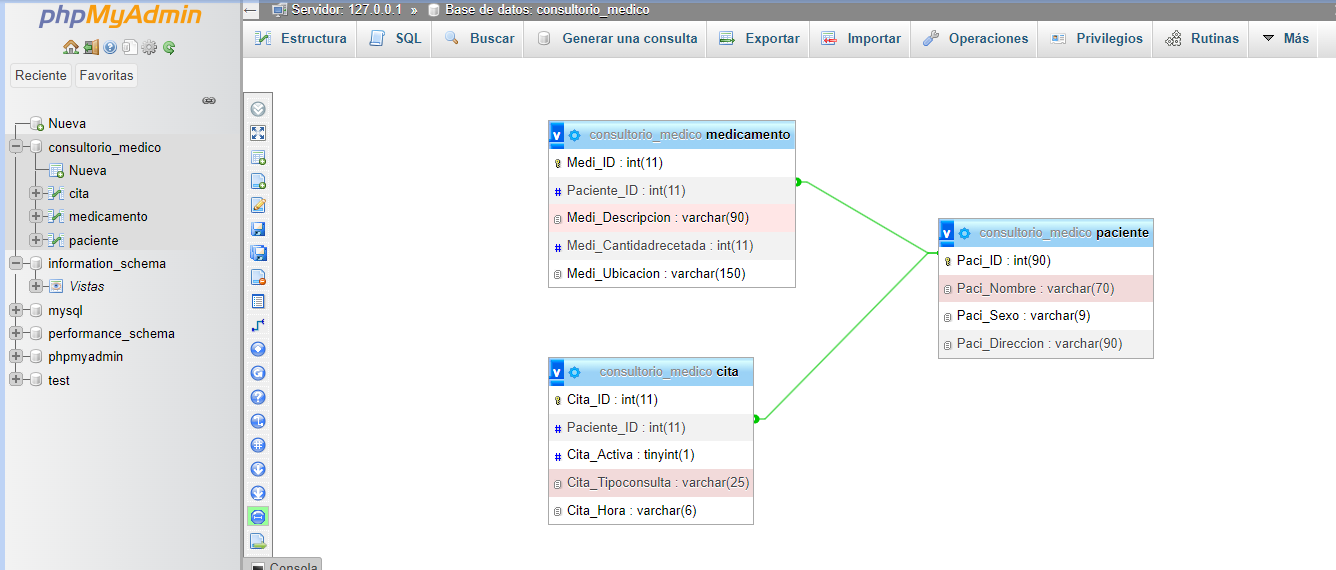 phpMyAdmin
Reciente Favoritas
Nueva
consultorio_medico
Nueva
cita
medicamento
paciente
information_schema
Vistas
mysql
performance_schema
phpmyadmin
test
Servidor: 127.0.0.1 » Base de datos: consultorio_medico
Estructura SQL Buscar Generar una consulta Exportar Importar Operaciones Privilegios Rutinas Más
v consultorio_medico medicamento
Medi_ID : int(11)
# Paciente_ID : int(11)
Medi_Descripcion : varchar(90)
# Medi_Cantidadrecetada : int(11)
Medi_Ubicacion : varchar(150)
v consultorio_medico paciente
Paci_ID : int(90)
Paci_Nombre : varchar(70)
Paci_Sexo : varchar(9)
Paci_Direccion : varchar(90)
v consultorio_medico cita
Cita_ID : int(11)
# Paciente_ID : int(11)
# Cita_Activa : tinyint(1)
Cita_Tipoconsulta : varchar(25)
Cita_Hora : varchar(6)
Consola